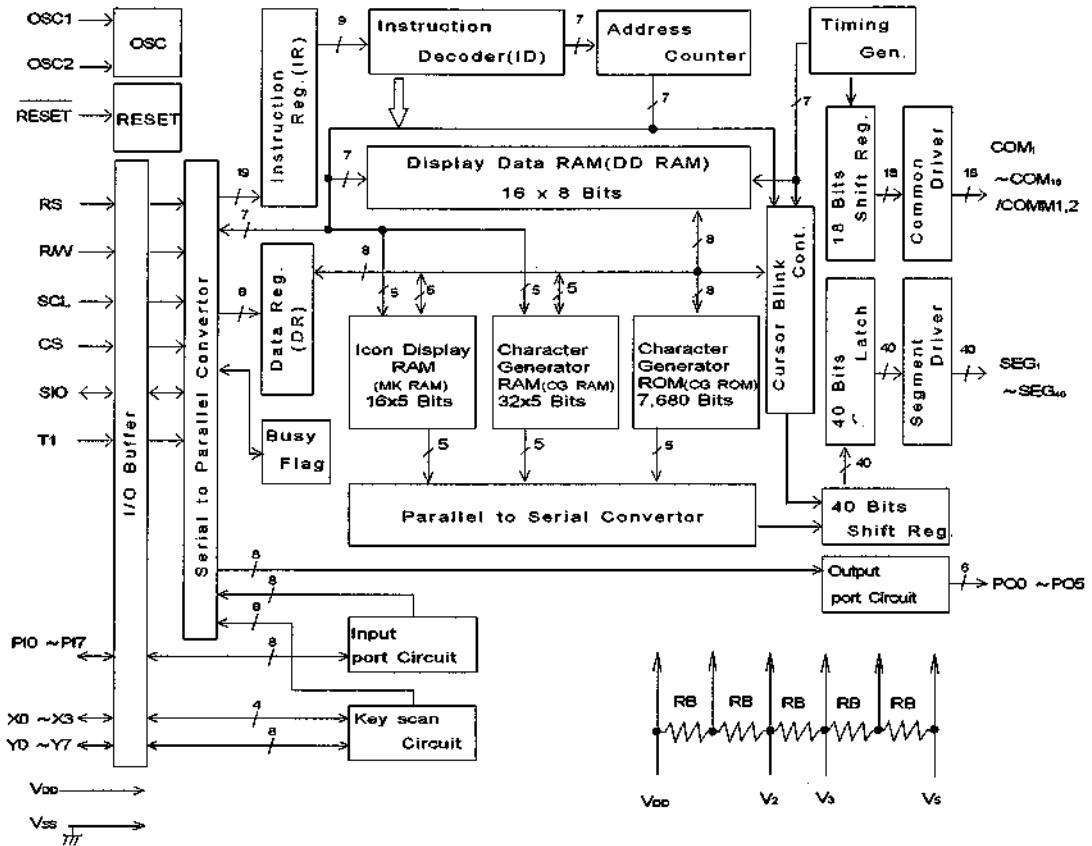 OSC1
OSC2
OSC
RESET
RESET
Instruction
Reg.(IR)
9
Instruction
Decoder(ID)
7
Address
Counter
Timing
Gen.
7
7
Display Data RAM(DD RAM)
16 x 8 Bits
7
7
8
8
8
8
18 Bits
Shift Reg.
18
Common
Driver
COM₁
/COMM1,2
RS
R/W
SCL
CS
SIO
T1
I/O Buffer
Serial to Parallel Convertor
Data Reg.
(DR)
Busy
Flag
5
5
5
5
Icon Display
RAM
(MK RAM)
16x5 Bits
Character
Generator
RAM(CG RAM)
32x5 Bits
Character
Generator
ROM(CG ROM)
7,680 Bits
Cursor Blink
Cont.
40 Bits
Latch
40
Segment
Driver
40
SEG₁
~SEG₄₀
5
5
5
40
Parallel to Serial Convertor
40 Bits
Shift Reg.
8
8
8
Output
port Circuit
6
PO0 ~PO5
PI0 ~PI7
8
Input
port Circuit
X0 ~X3
4
Y0 ~Y7
8
Key scan
Circuit
RB
RB
RB
RB
RB
V_DD
V₂
V₃
V₅
V_DD
V_SS